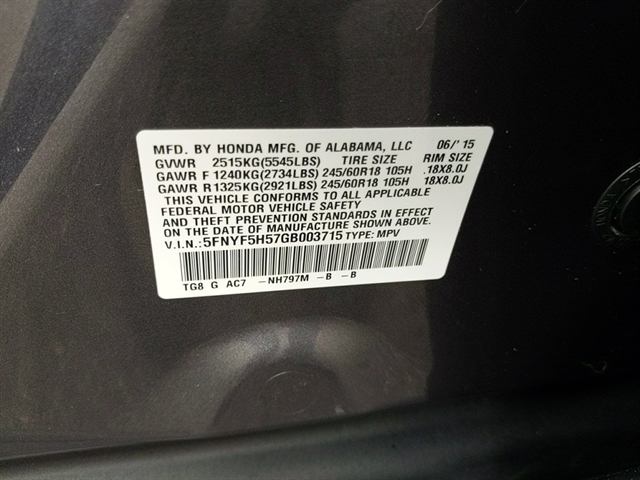 MFD. BY HONDA MFG. OF ALABAMA, LLC 06/'15
GVWR 2515KG(5545LBS) TIRE SIZE RIM SIZE
GAWR F 1240KG(2734LBS) 245/60R18 105H .18X8.0J
GAWR R 1325KG(2921LBS) 245/60R18 105H 18X8.0J
THIS VEHICLE CONFORMS TO ALL APPLICABLE
FEDERAL MOTOR VEHICLE SAFETY
AND THEFT PREVENTION STANDARDS IN EFFECT
ON THE DATE OF MANUFACTURE SHOWN ABOVE.
V.I.N.: 5FNYF5H57GB003715 TYPE: MPV
TG8 G AC7 -NH797M -B -B